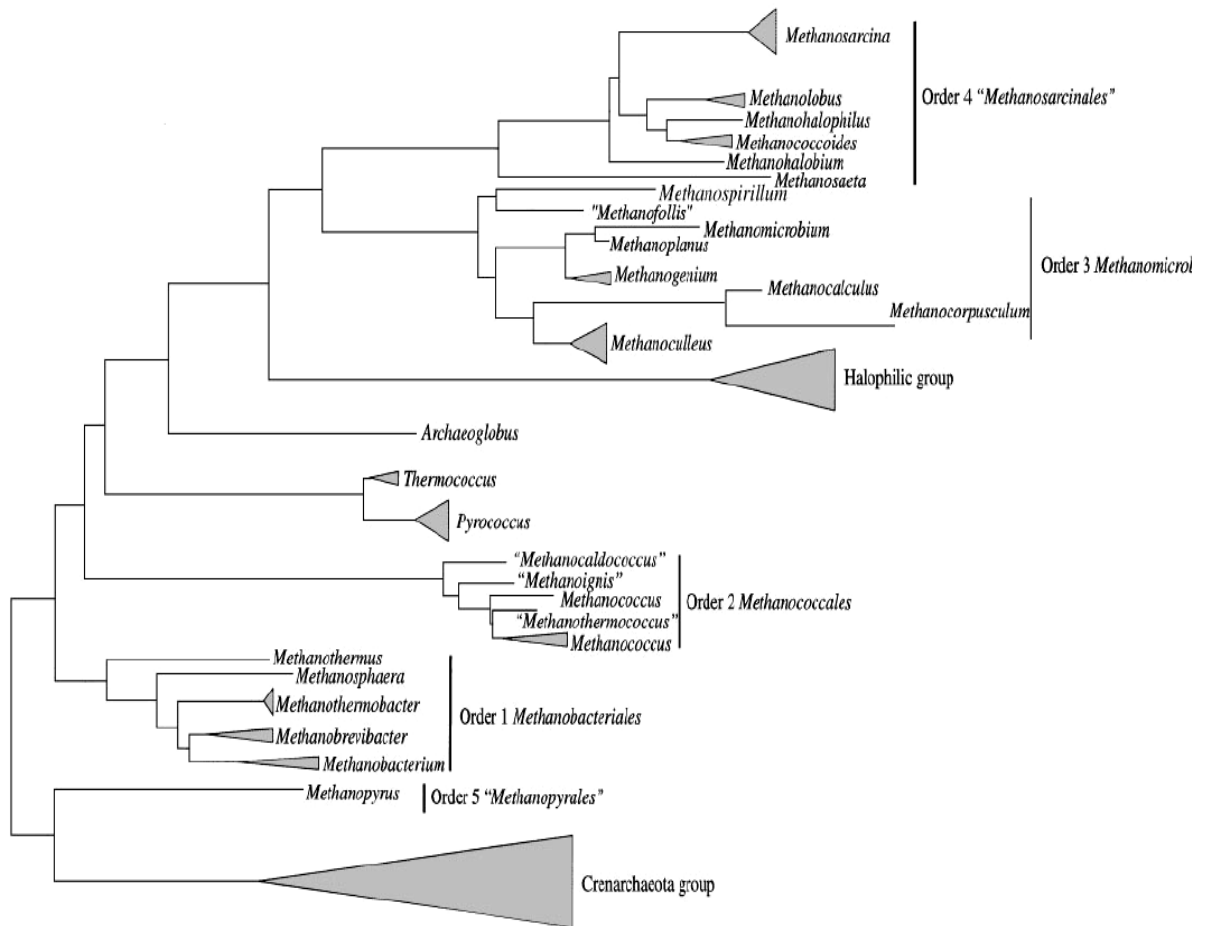 Methanosarcina
Order 4 “Methanosarcinales”
Methanolobus
Methanohalophilus
Methanococcoides
Methanohalobium
Methanosaeta
Methanospirillum
"Methanofollis"
Methanomicrobium
Methanoplanus
Order 3 Methanomicrobl
Methanogenium
Methanocalculus
Methanocorpusculum
Methanoculleus
Halophilic group
Archaeoglobus
Thermococcus
Pyrococcus
“Methanocaldococcus”
“Methanoignis”
Methanococcus
Order 2 Methanococcales
“Methanothermococcus”
Methanococcus
Methanothermus
Methanosphaera
Methanothermobacter
Order 1 Methanobacteriales
Methanobrevibacter
Methanobacterium
Methanopyrus
Order 5 “Methanopyrales”
Crenarchaeota group